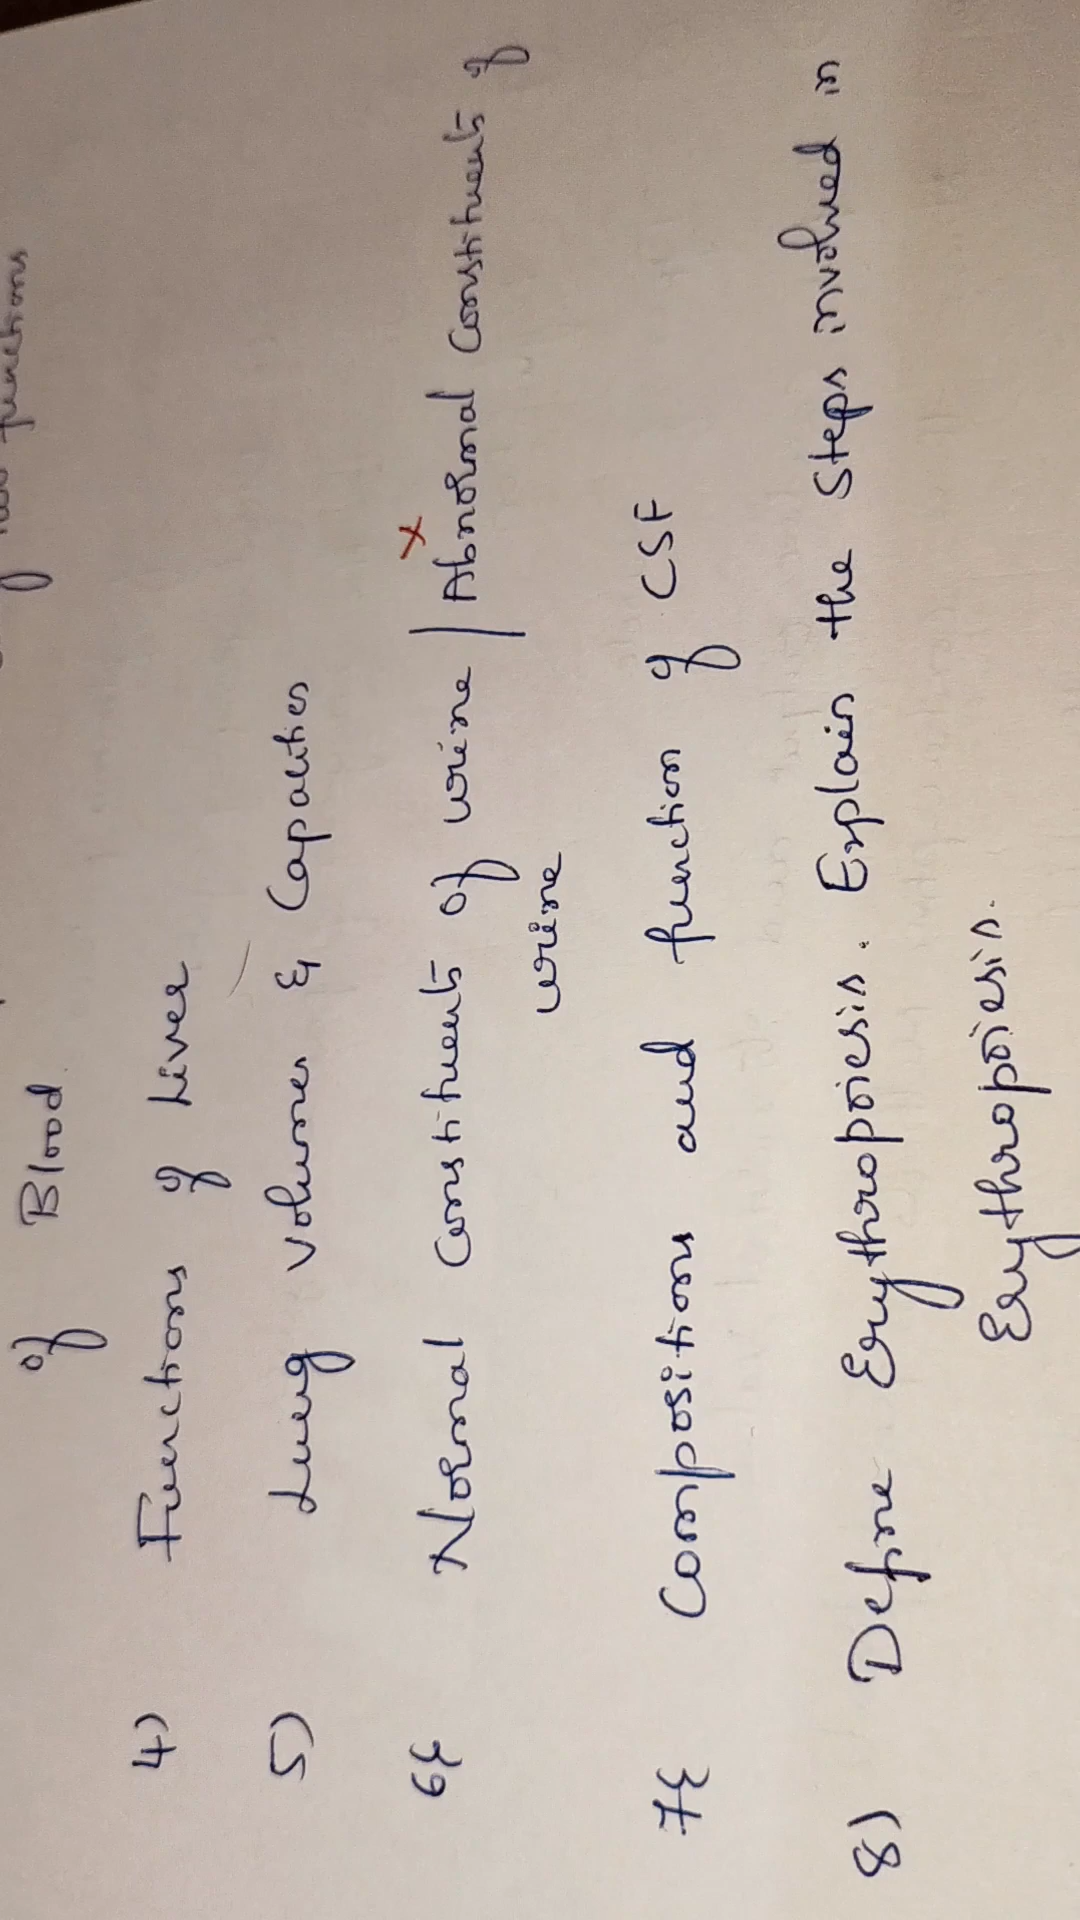 functions
of Blood.
4) Functions of Liver
5) Lung volumes & Capacities
6} Normal Constituents of urine / Abnormal Constituents of
x
urine
7} Compositions and function of CSF
8) Define Erythropoiesis. Explain the Steps involved in
Erythropoiesis.